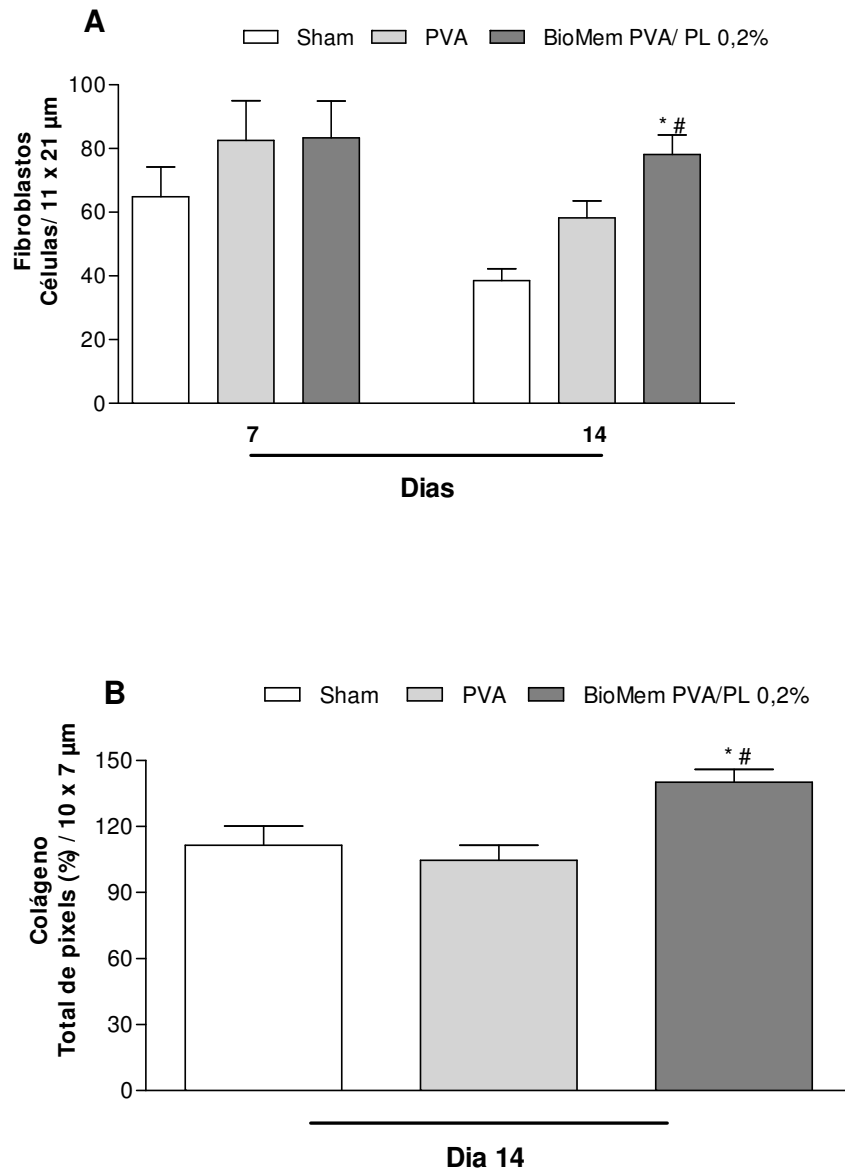 A
Sham PVA BioMem PVA/ PL 0,2%
Fibroblastos
Células/ 11 x 21 µm
100
80
60
40
20
0
* #
7 14
Dias
B
Sham PVA BioMem PVA/PL 0,2%
Colágeno
Total de pixels (%) / 10 x 7 µm
150
120
90
60
30
0
* #
Dia 14